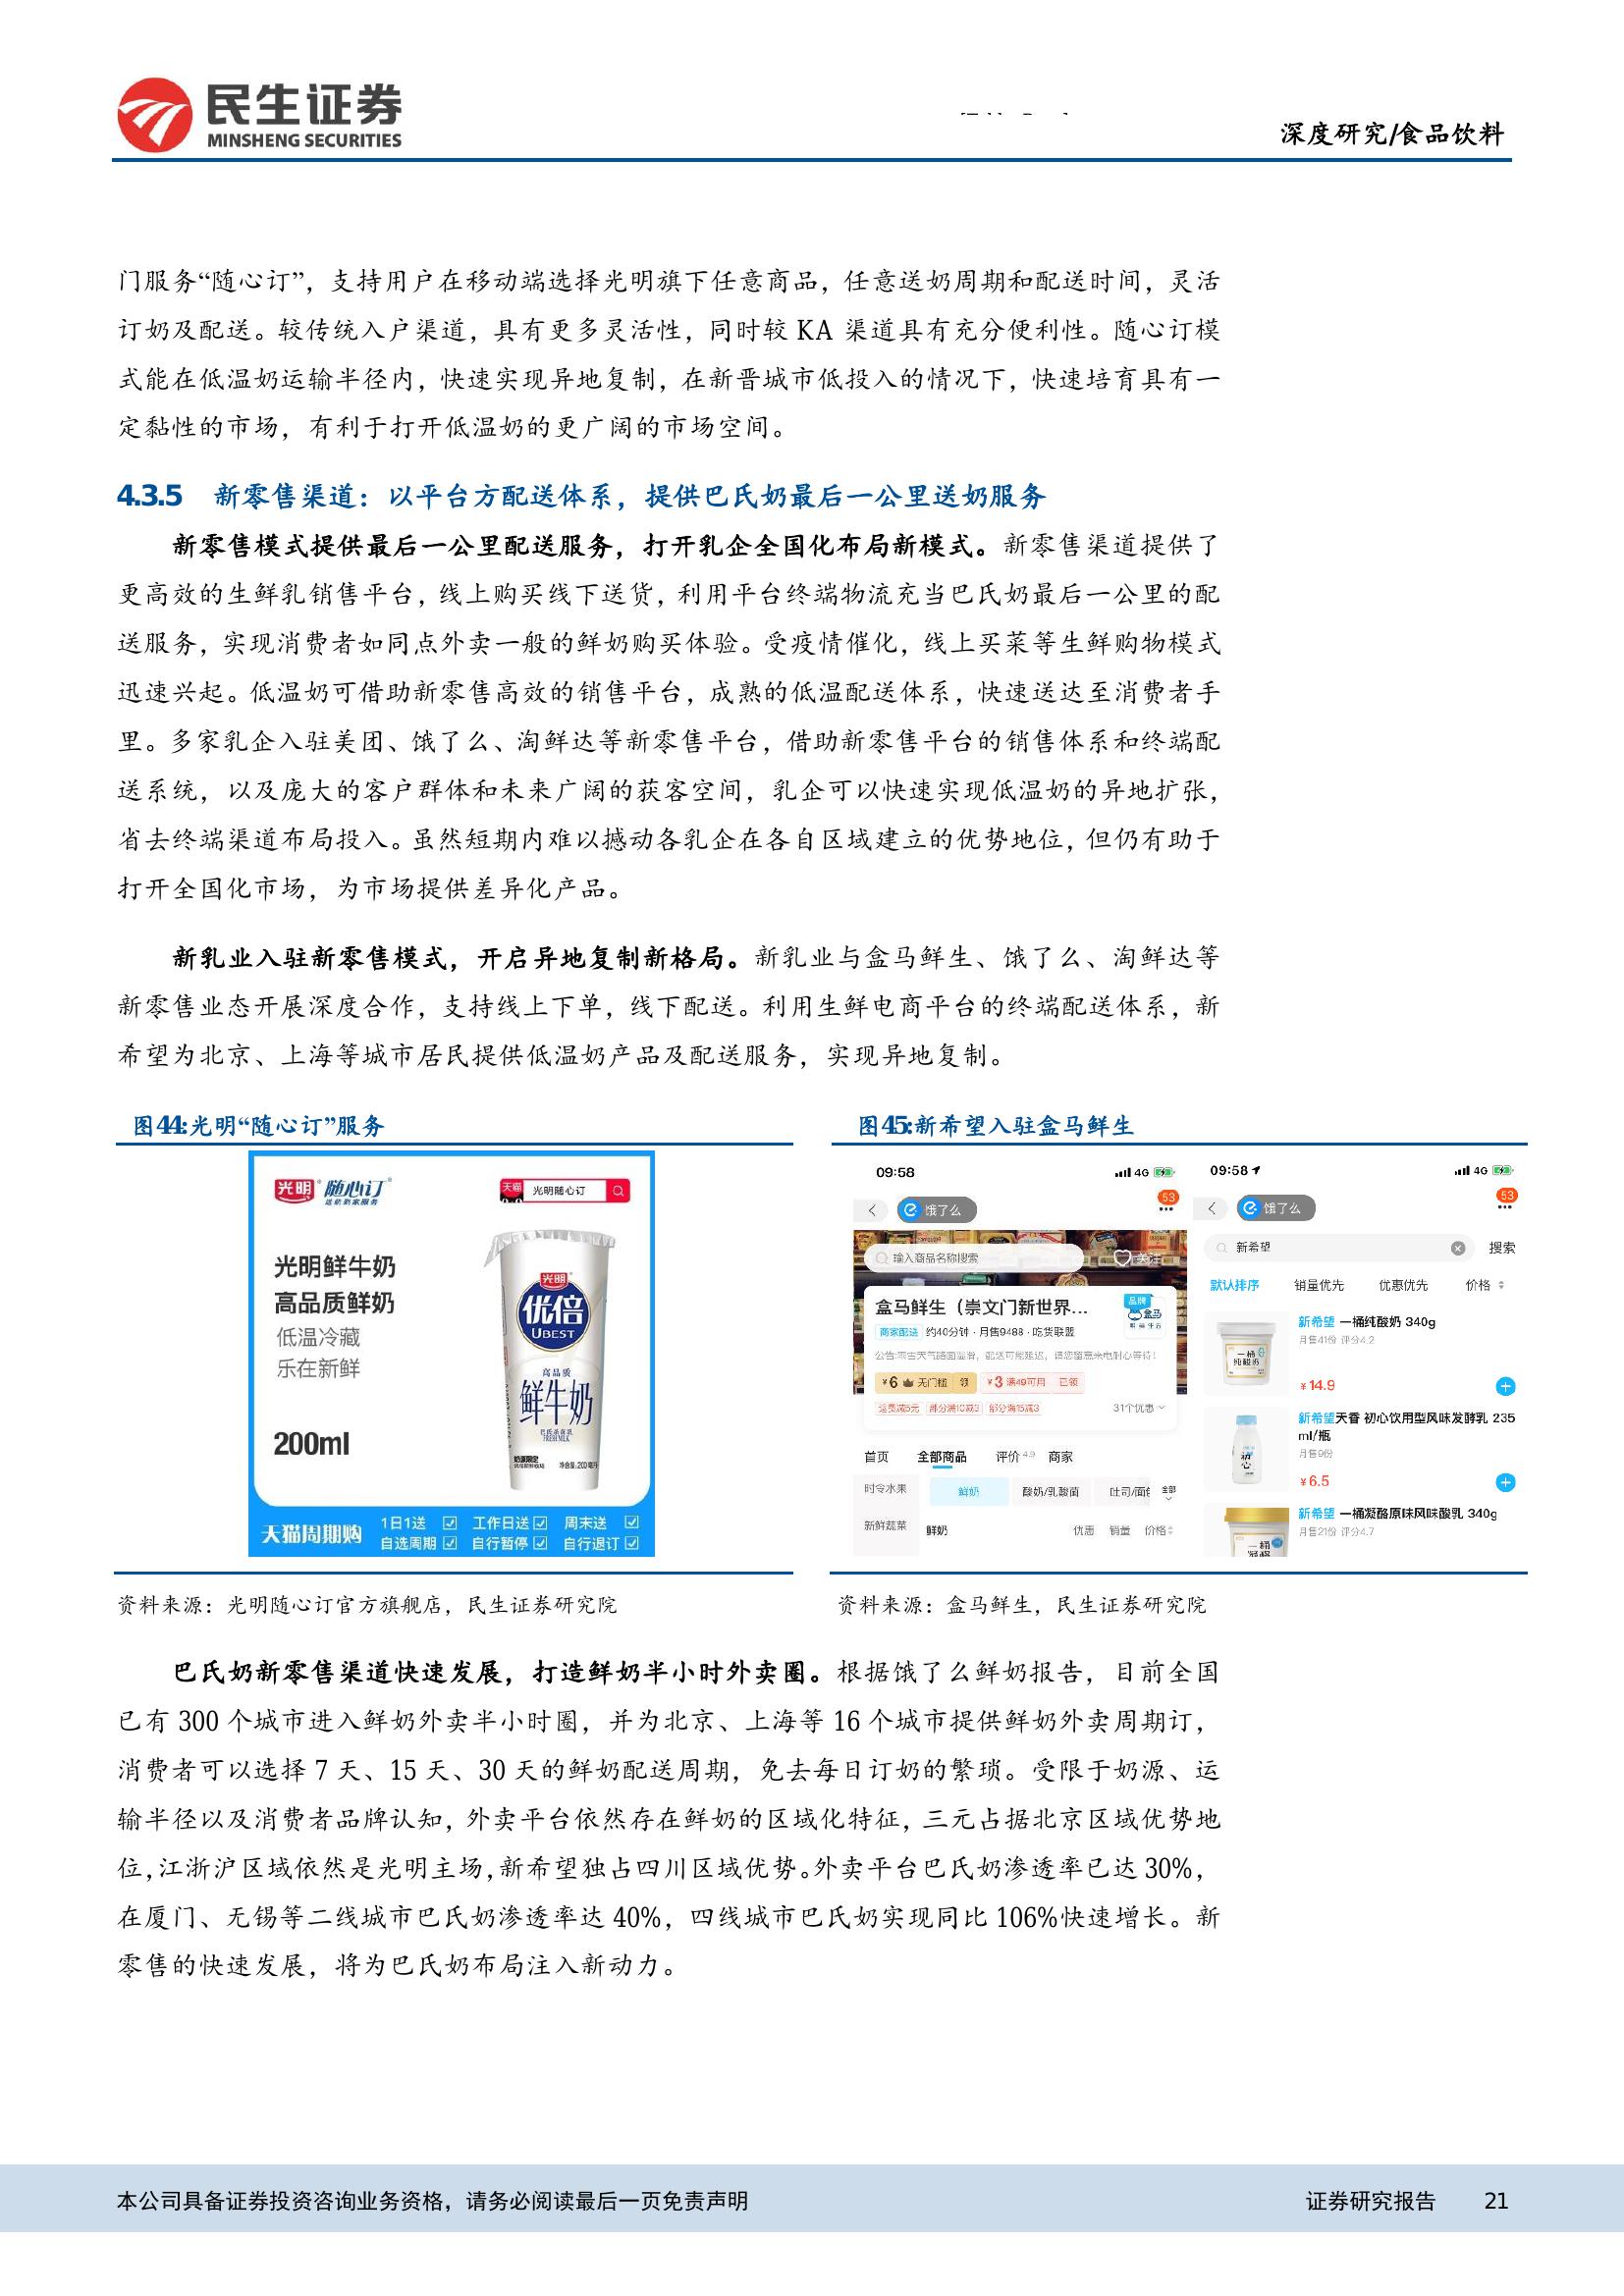 民生证券
MINSHENG SECURITIES
深度研究/食品饮料
门服务“随心订”，支持用户在移动端选择光明旗下任意商品，任意送奶周期和配送时间，灵活
订奶及配送。较传统入户渠道，具有更多灵活性，同时较 KA 渠道具有充分便利性。随心订模
式能在低温奶运输半径内，快速实现异地复制，在新晋城市低投入的情况下，快速培育具有一
定黏性的市场，有利于打开低温奶的更广阔的市场空间。
4.3.5 新零售渠道：以平台方配送体系，提供巴氏奶最后一公里送奶服务
新零售模式提供最后一公里配送服务，打开乳企全国化布局新模式。新零售渠道提供了
更高效的生鲜乳销售平台，线上购买线下送货，利用平台终端物流充当巴氏奶最后一公里的配
送服务，实现消费者如同点外卖一般的鲜奶购买体验。受疫情催化，线上买菜等生鲜购物模式
迅速兴起。低温奶可借助新零售高效的销售平台，成熟的低温配送体系，快速送达至消费者手
里。多家乳企入驻美团、饿了么、淘鲜达等新零售平台，借助新零售平台的销售体系和终端配
送系统，以及庞大的客户群体和未来广阔的获客空间，乳企可以快速实现低温奶的异地扩张，
省去终端渠道布局投入。虽然短期内难以撼动各乳企在各自区域建立的优势地位，但仍有助于
打开全国化市场，为市场提供差异化产品。
新乳业入驻新零售模式，开启异地复制新格局。新乳业与盒马鲜生、饿了么、淘鲜达等
新零售业态开展深度合作，支持线上下单，线下配送。利用生鲜电商平台的终端配送体系，新
希望为北京、上海等城市居民提供低温奶产品及配送服务，实现异地复制。
图44:光明“随心订”服务
光明 随心订
天猫 光明随心订
光明鲜牛奶
高品质鲜奶
低温冷藏
乐在新鲜
200ml
光明
优倍
UBEST
高品质
鲜牛奶
天猫周期购
1日1送 工作日送 周末送
自选周期 自行暂停 自行退订
图45:新希望入驻盒马鲜生
09:58 4G
53
饿了么
输入商品名称搜索
关注
盒马鲜生（崇文门新世界...
品牌
盒马
商家配送 约40分钟·月售9488·吃货联盟
¥6 无门槛 领 ¥3 满49可用 已领
运费减5元 部分满10减3 部分满15减3 31个优惠
首页 全部商品 评价 4.9 商家
时令水果 鲜奶 酸奶/乳酸菌 吐司/面包 全部
新鲜蔬菜 鲜奶 优惠 销量 价格
09:58 4G
53
饿了么
新希望 搜索
默认排序 销量优先 优惠优先 价格
新希望 一桶纯酸奶 340g
月售41份 评分4.2
¥14.9
新希望天香 初心饮用型风味发酵乳 235
ml/瓶
月售9份
¥6.5
新希望 一桶凝酪原味风味酸乳 340g
月售21份 评分4.7
资料来源：光明随心订官方旗舰店，民生证券研究院
资料来源：盒马鲜生，民生证券研究院
巴氏奶新零售渠道快速发展，打造鲜奶半小时外卖圈。根据饿了么鲜奶报告，目前全国
已有 300 个城市进入鲜奶外卖半小时圈，并为北京、上海等 16 个城市提供鲜奶外卖周期订，
消费者可以选择 7 天、15 天、30 天的鲜奶配送周期，免去每日订奶的繁琐。受限于奶源、运
输半径以及消费者品牌认知，外卖平台依然存在鲜奶的区域化特征，三元占据北京区域优势地
位，江浙沪区域依然是光明主场，新希望独占四川区域优势。外卖平台巴氏奶渗透率已达 30%，
在厦门、无锡等二线城市巴氏奶渗透率达 40%，四线城市巴氏奶实现同比 106%快速增长。新
零售的快速发展，将为巴氏奶布局注入新动力。
本公司具备证券投资咨询业务资格，请务必阅读最后一页免责声明
证券研究报告 21